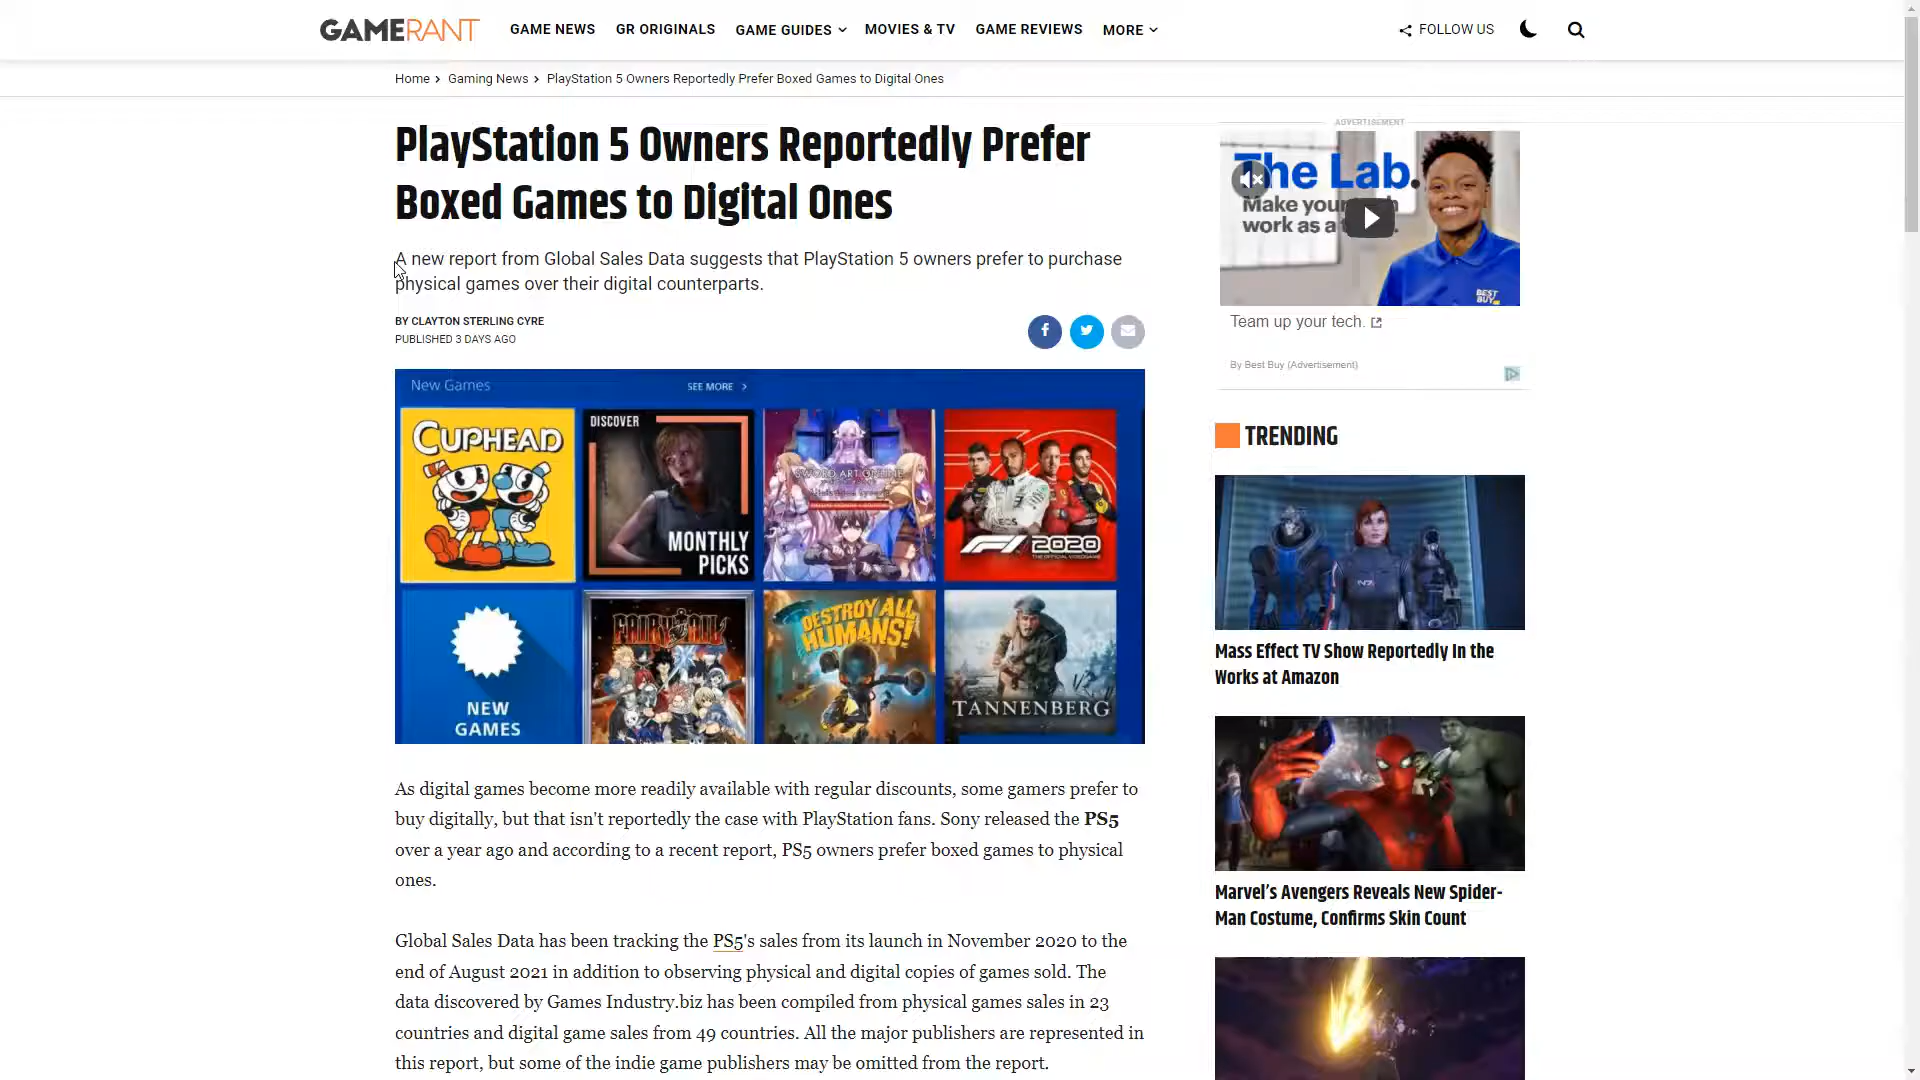 GAMERANT
GAME NEWS GR ORIGINALS GAME GUIDES MOVIES & TV GAME REVIEWS MORE
FOLLOW US
Home Gaming News PlayStation 5 Owners Reportedly Prefer Boxed Games to Digital Ones
PlayStation 5 Owners Reportedly Prefer
Boxed Games to Digital Ones
A new report from Global Sales Data suggests that PlayStation 5 owners prefer to purchase
physical games over their digital counterparts.
BY CLAYTON STERLING CYRE
PUBLISHED 3 DAYS AGO
New Games
SEE MORE
CUPHEAD
DISCOVER
MONTHLY
PICKS
SWORD ART ONLINE
F1 2020
NEW
GAMES
FAIRY TAIL
DESTROY ALL
HUMANS!
TANNENBERG
As digital games become more readily available with regular discounts, some gamers prefer to
buy digitally, but that isn't reportedly the case with PlayStation fans. Sony released the PS5
over a year ago and according to a recent report, PS5 owners prefer boxed games to physical
ones.
Global Sales Data has been tracking the PS5's sales from its launch in November 2020 to the
end of August 2021 in addition to observing physical and digital copies of games sold. The
data discovered by Games Industry.biz has been compiled from physical games sales in 23
countries and digital game sales from 49 countries. All the major publishers are represented in
this report, but some of the indie game publishers may be omitted from the report.
ADVERTISEMENT
The Lab.
Make your tech
work as a
BEST
BUY
Team up your tech.
By Best Buy (Advertisement)
TRENDING
N7
Mass Effect TV Show Reportedly In the
Works at Amazon
Marvel's Avengers Reveals New Spider-
Man Costume, Confirms Skin Count